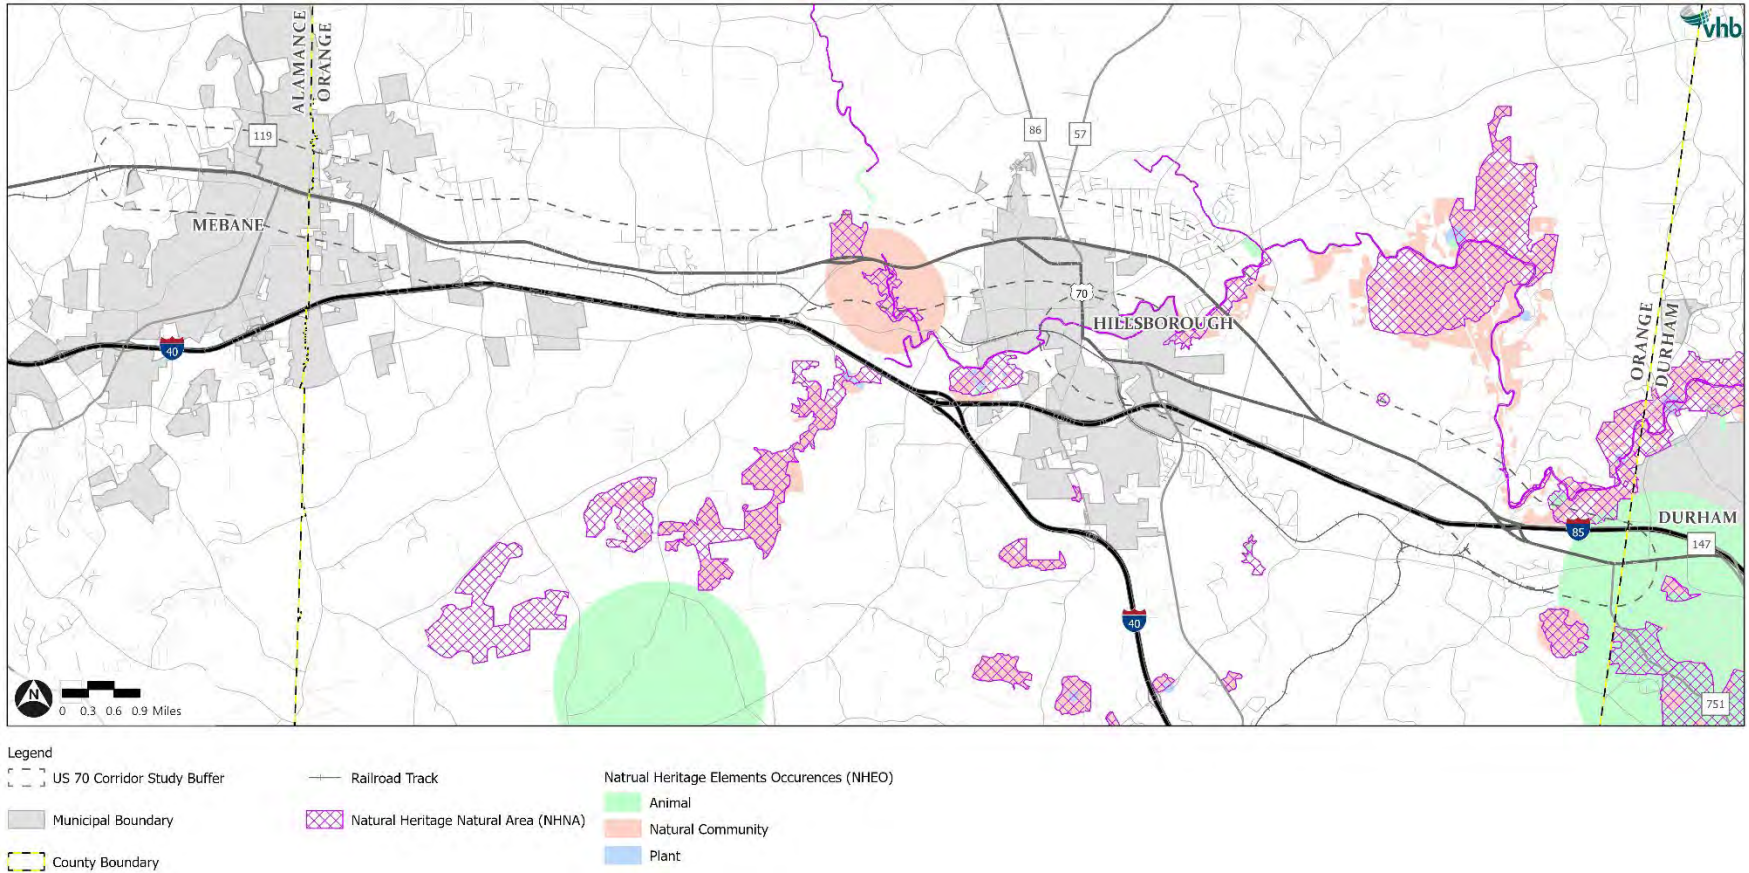 vhb
ALAMANCE
ORANGE
119
86
57
MEBANE
70
HILLSBOROUGH
40
ORANGE
DURHAM
DURHAM
85
147
40
751
N
0 0.3 0.6 0.9 Miles
Legend
US 70 Corridor Study Buffer
Municipal Boundary
County Boundary
Railroad Track
Natural Heritage Natural Area (NHNA)
Natrual Heritage Elements Occurences (NHEO)
Animal
Natural Community
Plant